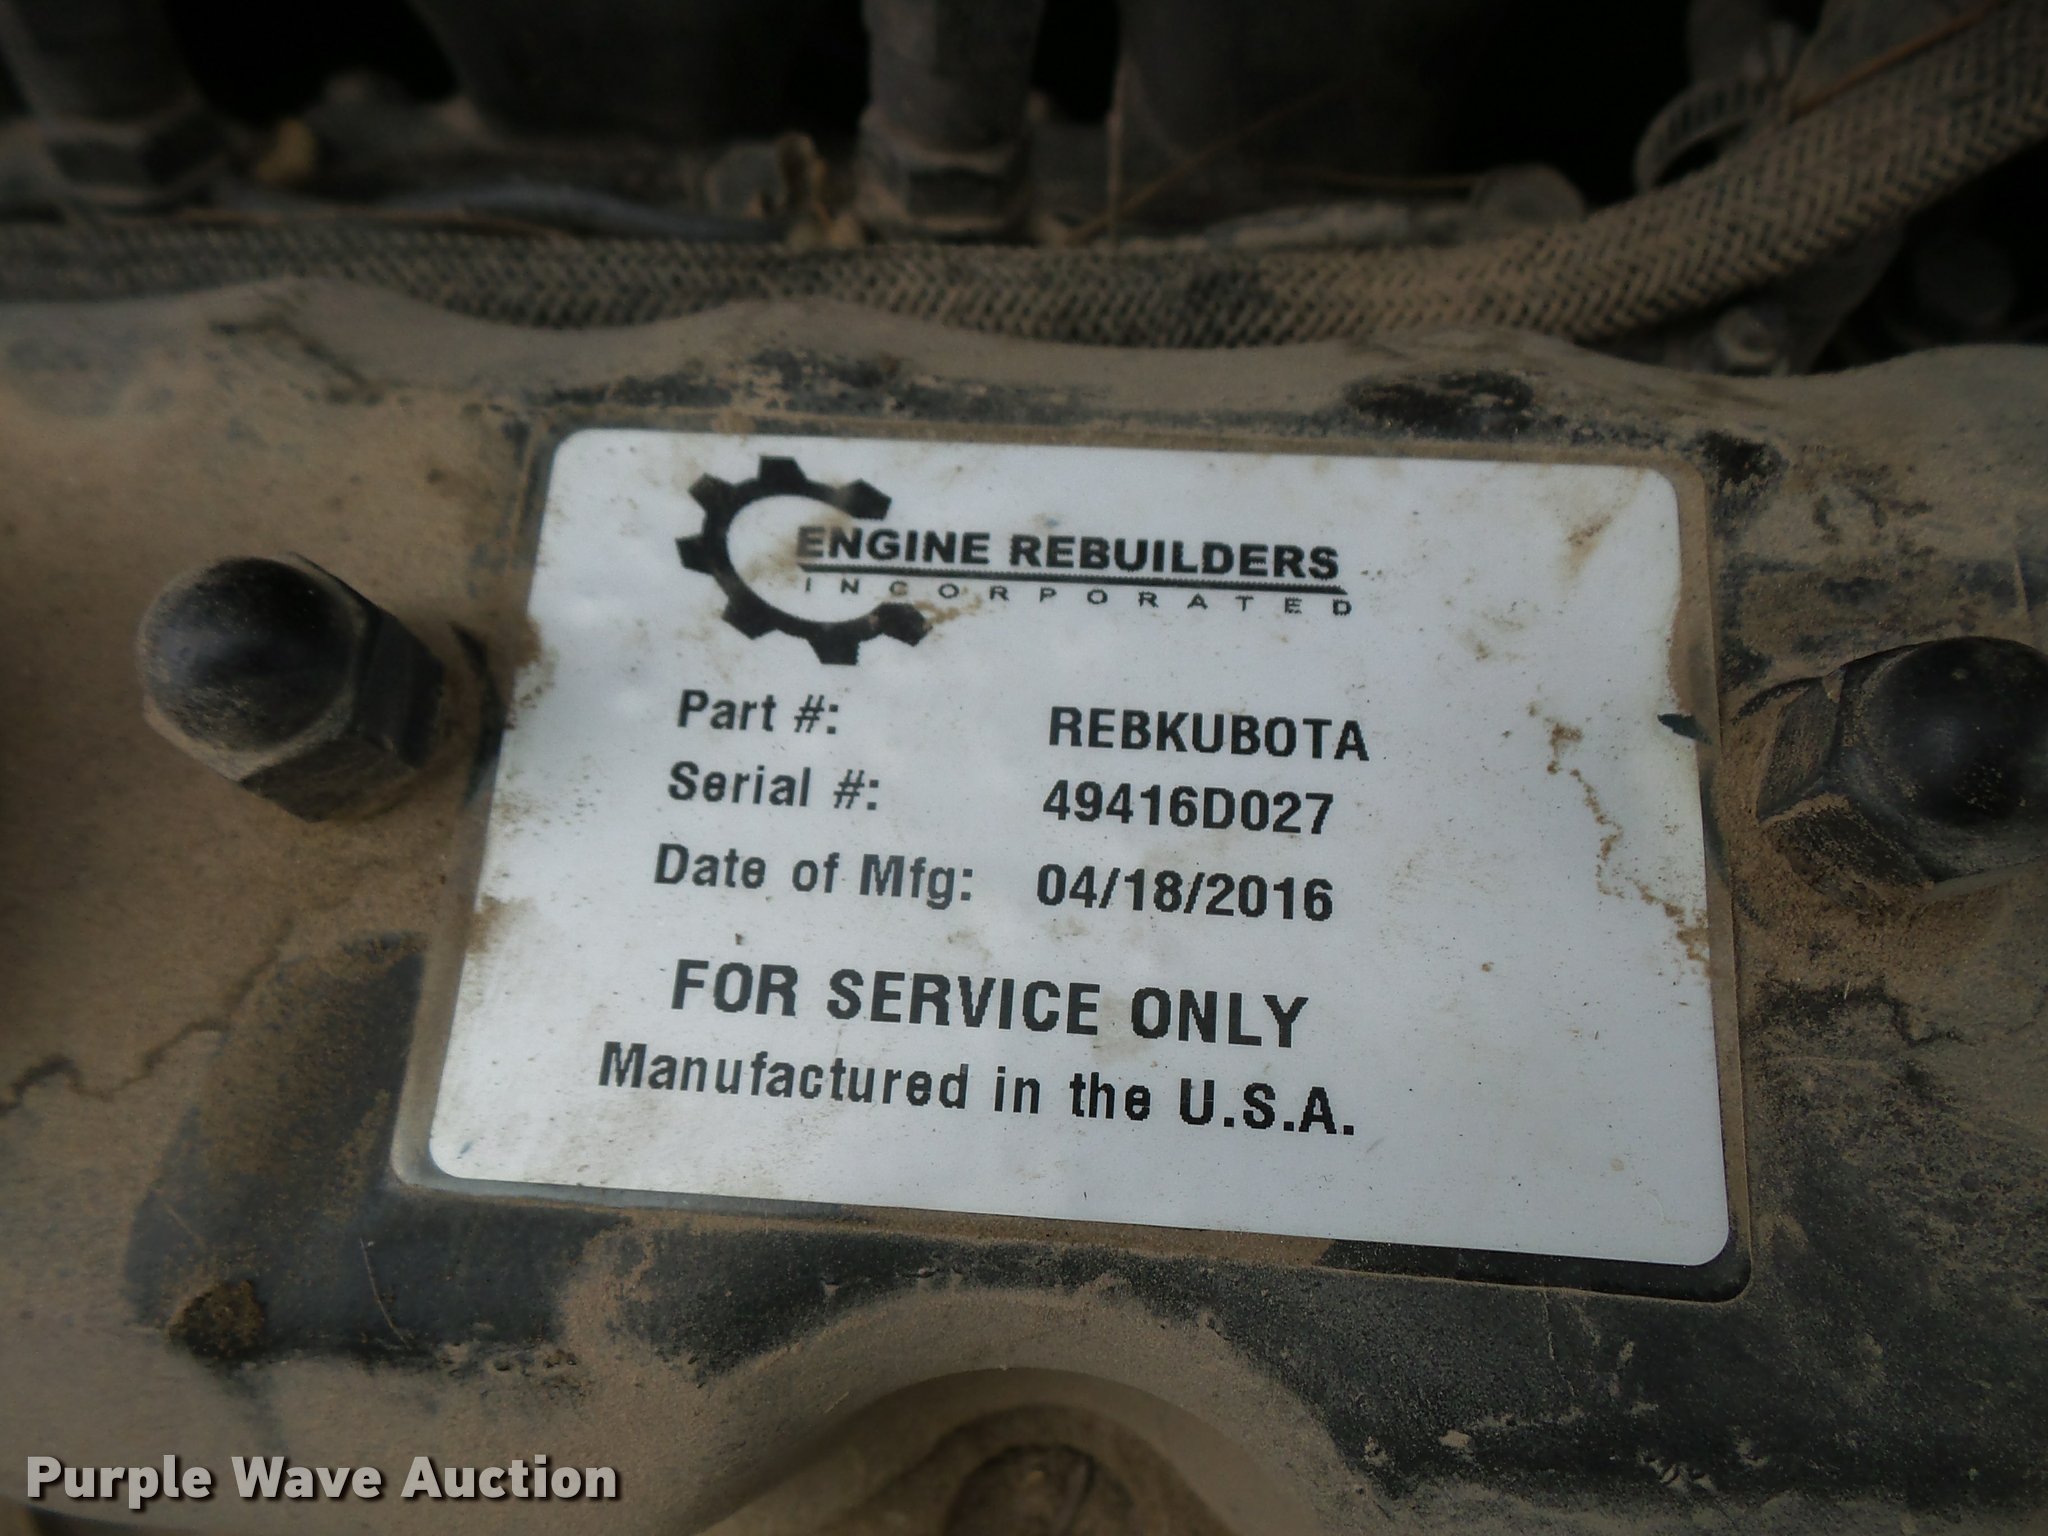 ENGINE REBUILDERS
INCORPORATED
Part #: REBKUBOTA
Serial #: 49416D027
Date of Mfg: 04/18/2016
FOR SERVICE ONLY
Manufactured in the U.S.A.
Purple Wave Auction